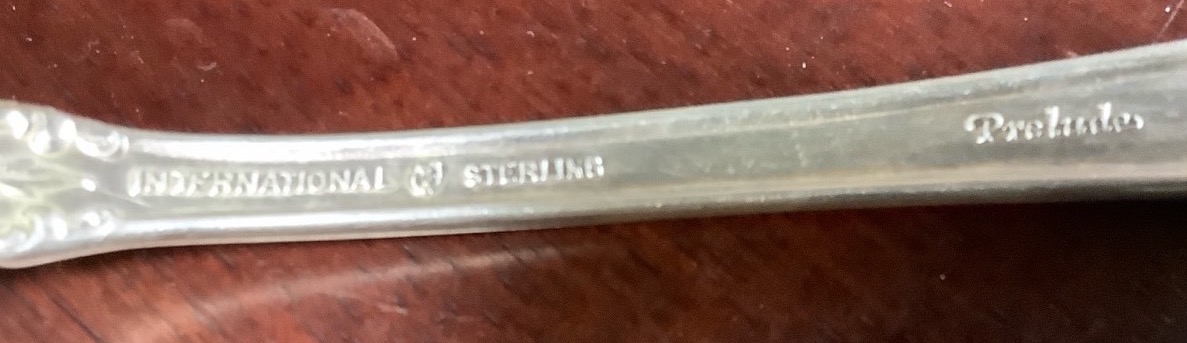 INTERNATIONAL STERLING
Prelude